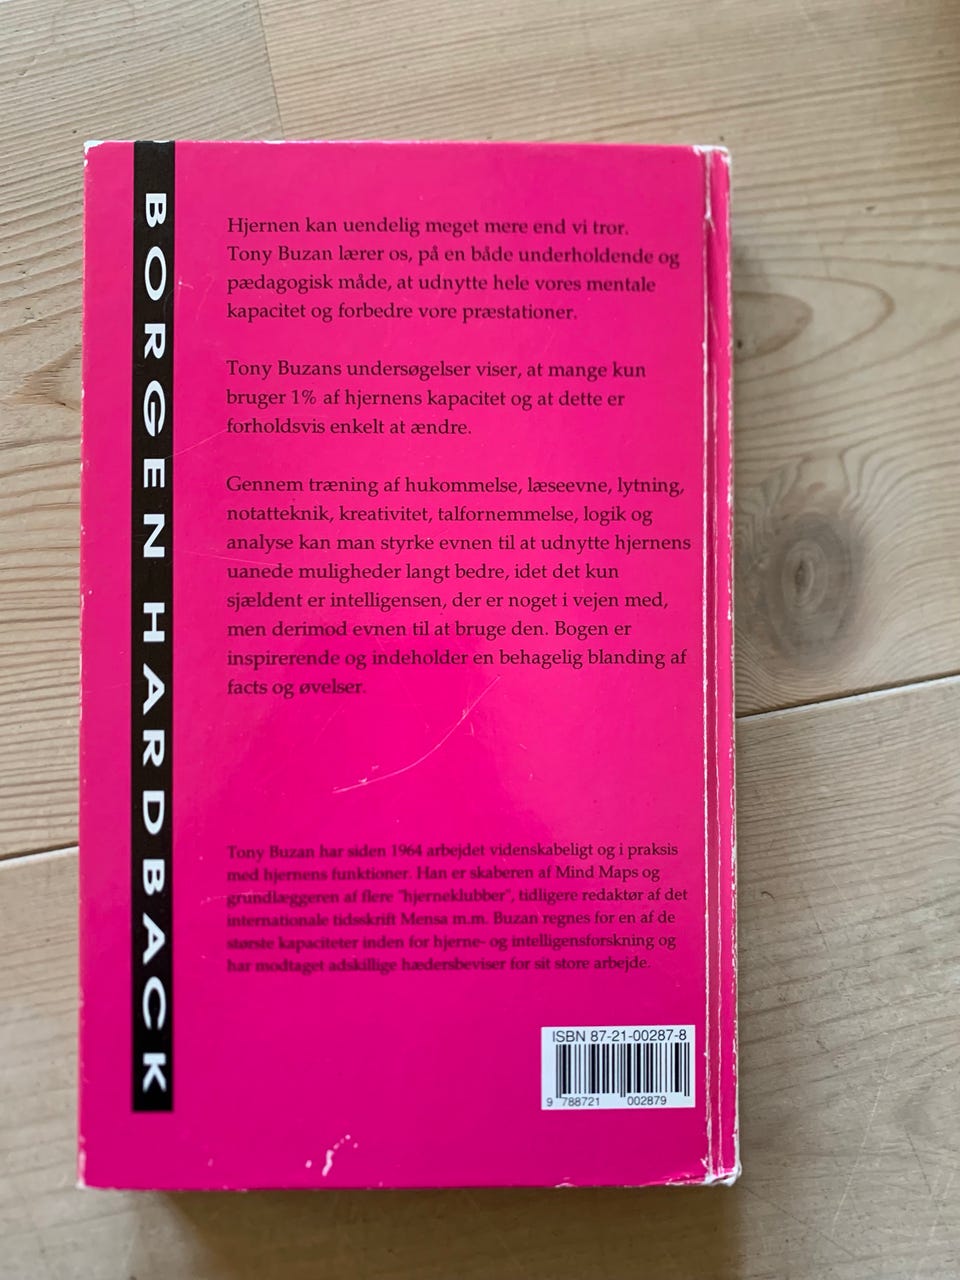 BORGEN HARDBACK
Hjernen kan uendelig meget mere end vi tror.
Tony Buzan lærer os, på en både underholdende og
pædagogisk måde, at udnytte hele vores mentale
kapacitet og forbedre vore præstationer.
Tony Buzans undersøgelser viser, at mange kun
bruger 1% af hjernens kapacitet og at dette er
forholdsvis enkelt at ændre.
Gennem træning af hukommelse, læseevne, lytning,
notatteknik, kreativitet, talfornemmelse, logik og
analyse kan man styrke evnen til at udnytte hjernens
uanede muligheder langt bedre, idet det kun
sjældent er intelligensen, der er noget i vejen med,
men derimod evnen til at bruge den. Bogen er
inspirerende og indeholder en behagelig blanding af
facts og øvelser.
Tony Buzan har siden 1964 arbejdet videnskabeligt og i praksis
med hjernens funktioner. Han er skaberen af Mind Maps og
grundlæggeren af flere "hjerneklubber", tidligere redaktør af det
internationale tidsskrift Mensa m.m. Buzan regnes for en af de
største kapaciteter inden for hjerne- og intelligensforskning og
har modtaget adskillige hædersbeviser for sit store arbejde.
ISBN 87-21-00287-8
9 788721 002879